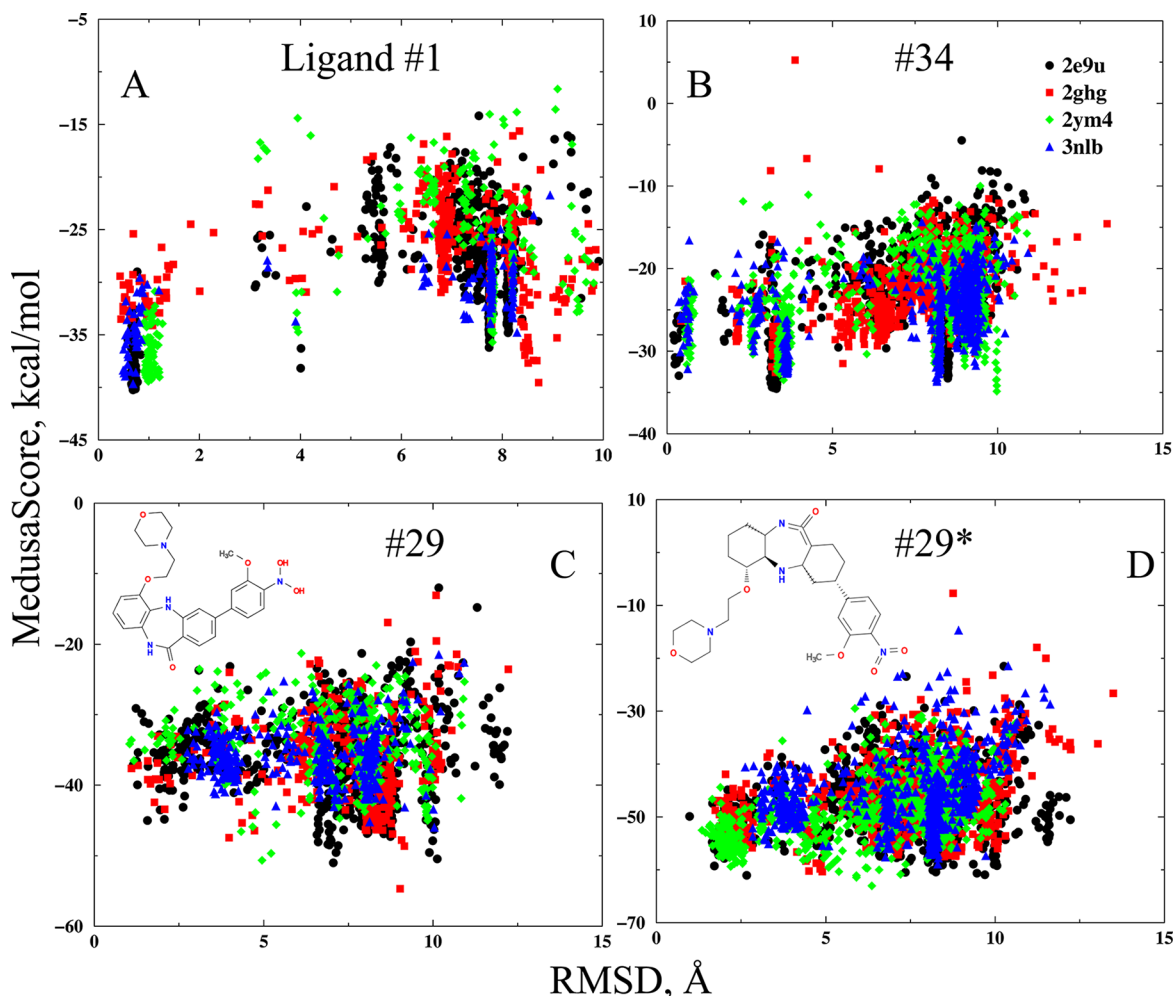 MedusaScore, kcal/mol
A
Ligand #1
−5
−15
−25
−35
−45
0 2 4 6 8 10
B
#34
2e9u
2ghg
2ym4
3nlb
10
0
−10
−20
−30
−40
0 5 10 15
C
#29
0
−20
−40
−60
0 5 10 15
O
N
O
H₃C
O
OH
N
OH
NH
NH
O
D
#29*
10
−10
−30
−50
−70
0 5 10 15
O
N
NH
O
N
O
H₃C
O
N
O
O
RMSD, Å